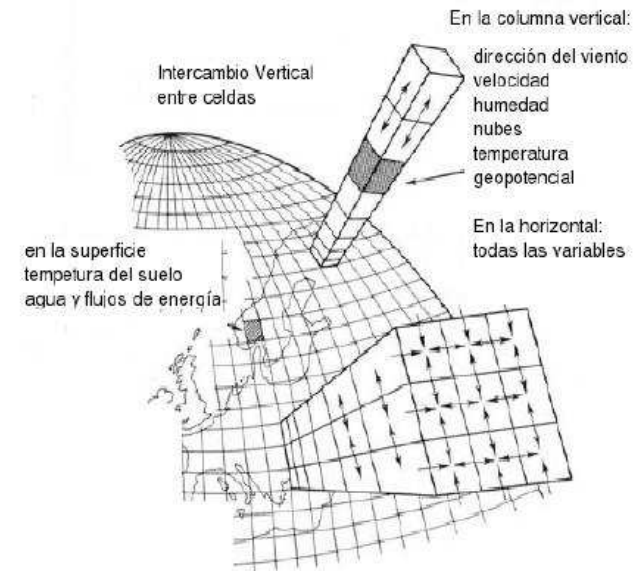 En la columna vertical:
dirección del viento
velocidad
humedad
nubes
temperatura
geopotencial
Intercambio Vertical
entre celdas
En la horizontal:
todas las variables
en la superficie
tempetura del suelo
agua y flujos de energía